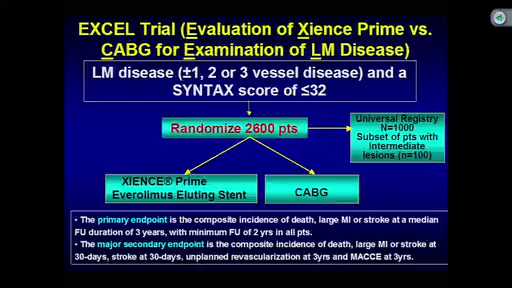 EXCEL Trial (Evaluation of Xience Prime vs.
CABG for Examination of LM Disease)
LM disease (±1, 2 or 3 vessel disease) and a
SYNTAX score of ≤32
Randomize 2600 pts
Universal Registry
N=1000
Subset of pts with
Intermediate
lesions (n=100)
XIENCE® Prime
Everolimus Eluting Stent
CABG
• The primary endpoint is the composite incidence of death, large MI or stroke at a median
FU duration of 3 years, with minimum FU of 2 yrs in all pts.
• The major secondary endpoint is the composite incidence of death, large MI or stroke at
30-days, stroke at 30-days, unplanned revascularization at 3yrs and MACCE at 3yrs.